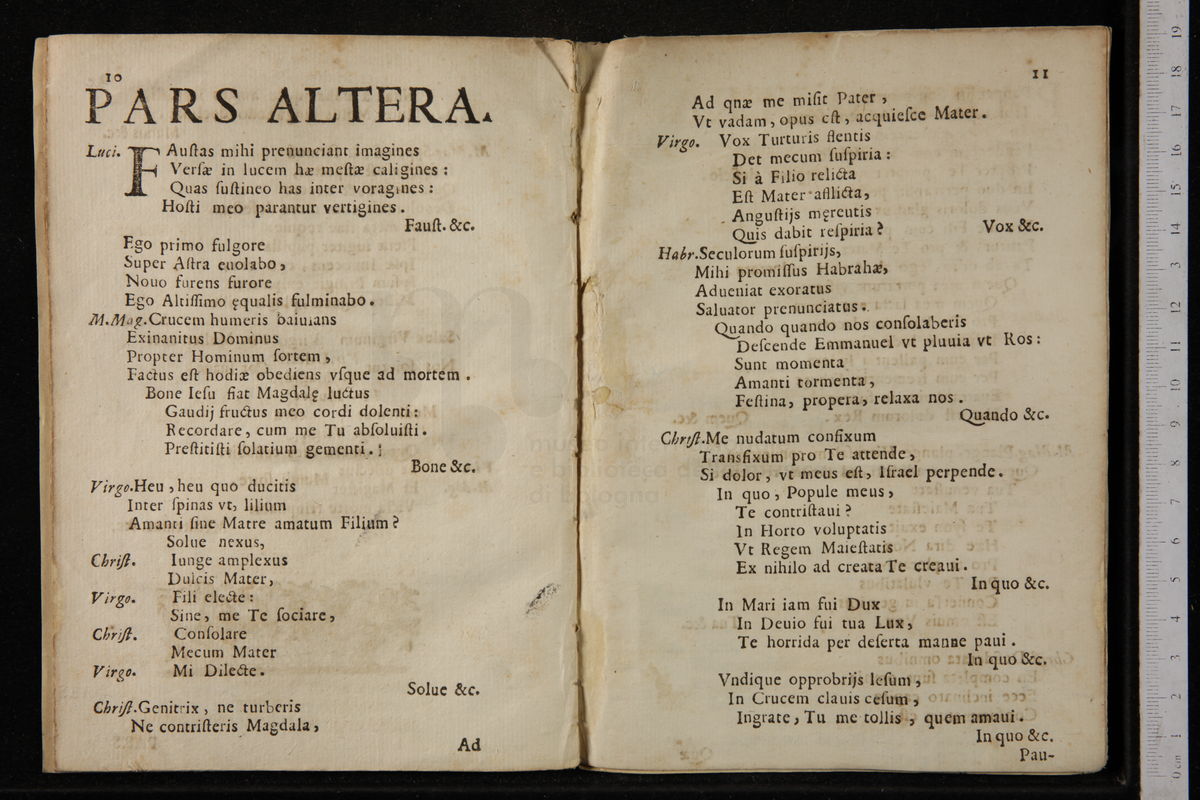 10
PARS ALTERA.
Luci. FAuſtas mihi prenunciant imagines
Verſæ in lucem hæ meſtæ caligines :
Quas ſuſtineo has inter voragines :
Hoſti meo parantur vertigines.
Fauſt. &c.
Ego primo fulgore
Super Aſtra euolabo,
Nouo furens furore
Ego Altiſſimo ęqualis fulminabo.
M.Mag. Crucem humeris baiulans
Exinanitus Dominus
Propter Hominum ſortem,
Factus eſt hodiæ obediens vſque ad mortem.
Bone Ieſu fiat Magdalę luctus
Gaudij fructus meo cordi dolenti:
Recordare, cum me Tu abſoluiſti.
Preſtitiſti ſolatium gementi.
Bone &c.
Virgo. Heu, heu quo ducitis
Inter ſpinas vt, lilium
Amanti ſine Matre amatum Filium?
Solue nexus,
Chriſt. Iunge amplexus
Dulcis Mater,
Virgo. Fili electe:
Sine, me Te ſociare,
Chriſt. Conſolare
Mecum Mater
Virgo. Mi Dilecte.
Solue &c.
Chriſt. Genitrix, ne turberis
Ne contriſteris Magdala,
Ad
11
Ad qnæ me miſit Pater,
Vt vadam, opus eſt, acquieſce Mater.
Virgo. Vox Turturis flentis
Det mecum ſuſpiria:
Si à Filio relicta
Eſt Mater afflicta,
Anguſtijs męrentis
Quis dabit reſpiria?
Vox &c.
Habr. Seculorum ſuſpirijs,
Mihi promiſſus Habrahæ,
Adueniat exoratus
Saluator prenunciatus.
Quando quando nos conſolaberis
Deſcende Emmanuel vt pluuia vt Ros:
Sunt momenta
Amanti tormenta,
Feſtina, propera, relaxa nos.
Quando &c.
Chriſt. Me nudatum confixum
Transfixum pro Te attende,
Si dolor, vt meus eſt, Iſrael perpende.
In quo, Popule meus,
Te contriſtaui?
In Horto voluptatis
Vt Regem Maieſtatis
Ex nihilo ad creata Te creaui.
In quo &c.
In Mari iam fui Dux
In Deuio fui tua Lux,
Te horrida per deſerta manne paui.
In quo &c.
Vndique opprobrijs leſum,
In Crucem clauis ceſum,
Ingrate, Tu me tollis, quem amaui.
In quo &c.
Pau-